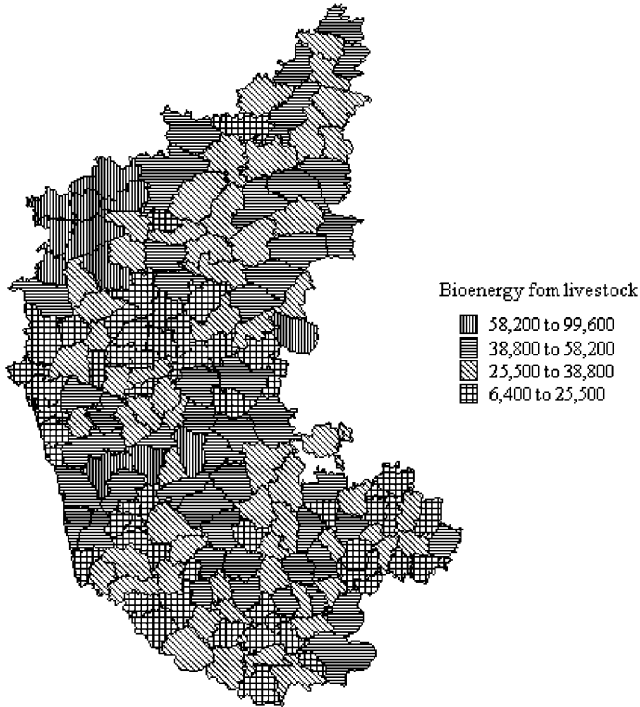 Bioenergy fom livestock
58,200 to 99,600
38,800 to 58,200
25,500 to 38,800
6,400 to 25,500